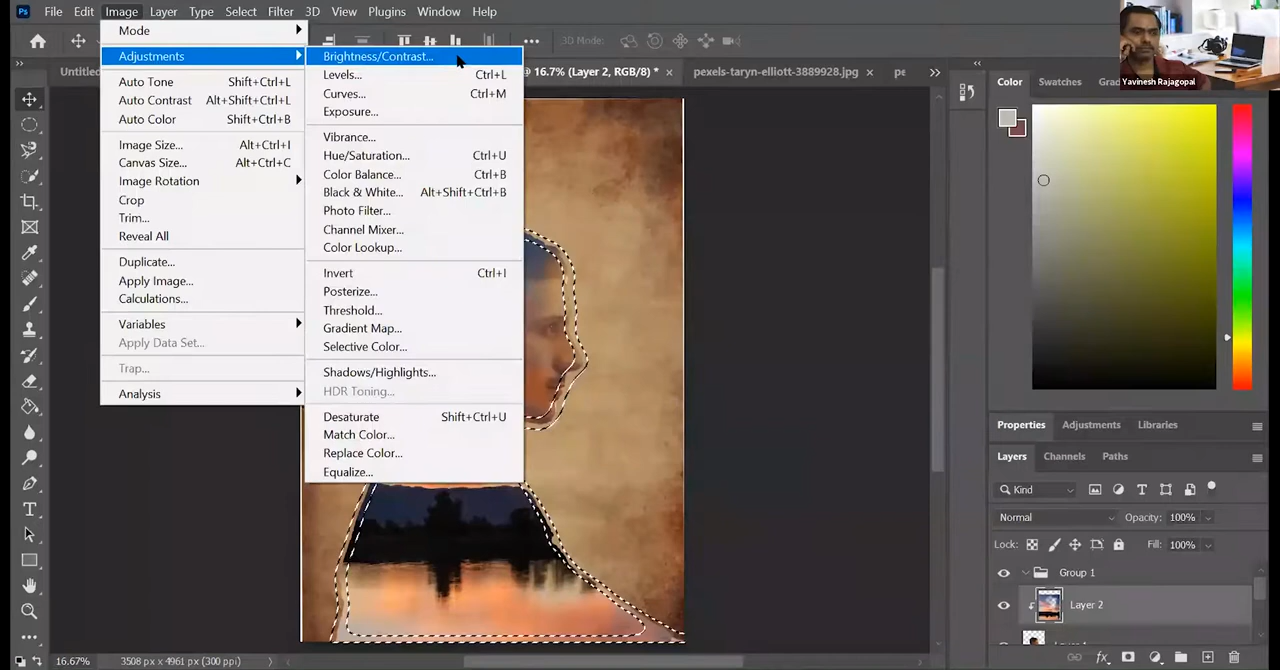 Ps File Edit Image Layer Type Select Filter 3D View Plugins Window Help
Mode
Adjustments
Auto Tone Shift+Ctrl+L
Auto Contrast Alt+Shift+Ctrl+L
Auto Color Shift+Ctrl+B
Image Size... Alt+Ctrl+I
Canvas Size... Alt+Ctrl+C
Image Rotation
Crop
Trim...
Reveal All
Duplicate...
Apply Image...
Calculations...
Variables
Apply Data Set...
Trap...
Analysis
Brightness/Contrast...
Levels... Ctrl+L
Curves... Ctrl+M
Exposure...
Vibrance...
Hue/Saturation... Ctrl+U
Color Balance... Ctrl+B
Black & White... Alt+Shift+Ctrl+B
Photo Filter...
Channel Mixer...
Color Lookup...
Invert Ctrl+I
Posterize...
Threshold...
Gradient Map...
Selective Color...
Shadows/Highlights...
HDR Toning...
Desaturate Shift+Ctrl+U
Match Color...
Replace Color...
Equalize...
3D Mode:
Untitled
@ 16.7% (Layer 2, RGB/8) * × pexels-taryn-elliott-3889928.jpg × pe
Yavinesh Rajagopal
Color Swatches Grad
Properties Adjustments Libraries
Layers Channels Paths
Kind
Normal Opacity: 100%
Lock: Fill: 100%
Group 1
Layer 2
16.67% 3508 px x 4961 px (300 ppi)